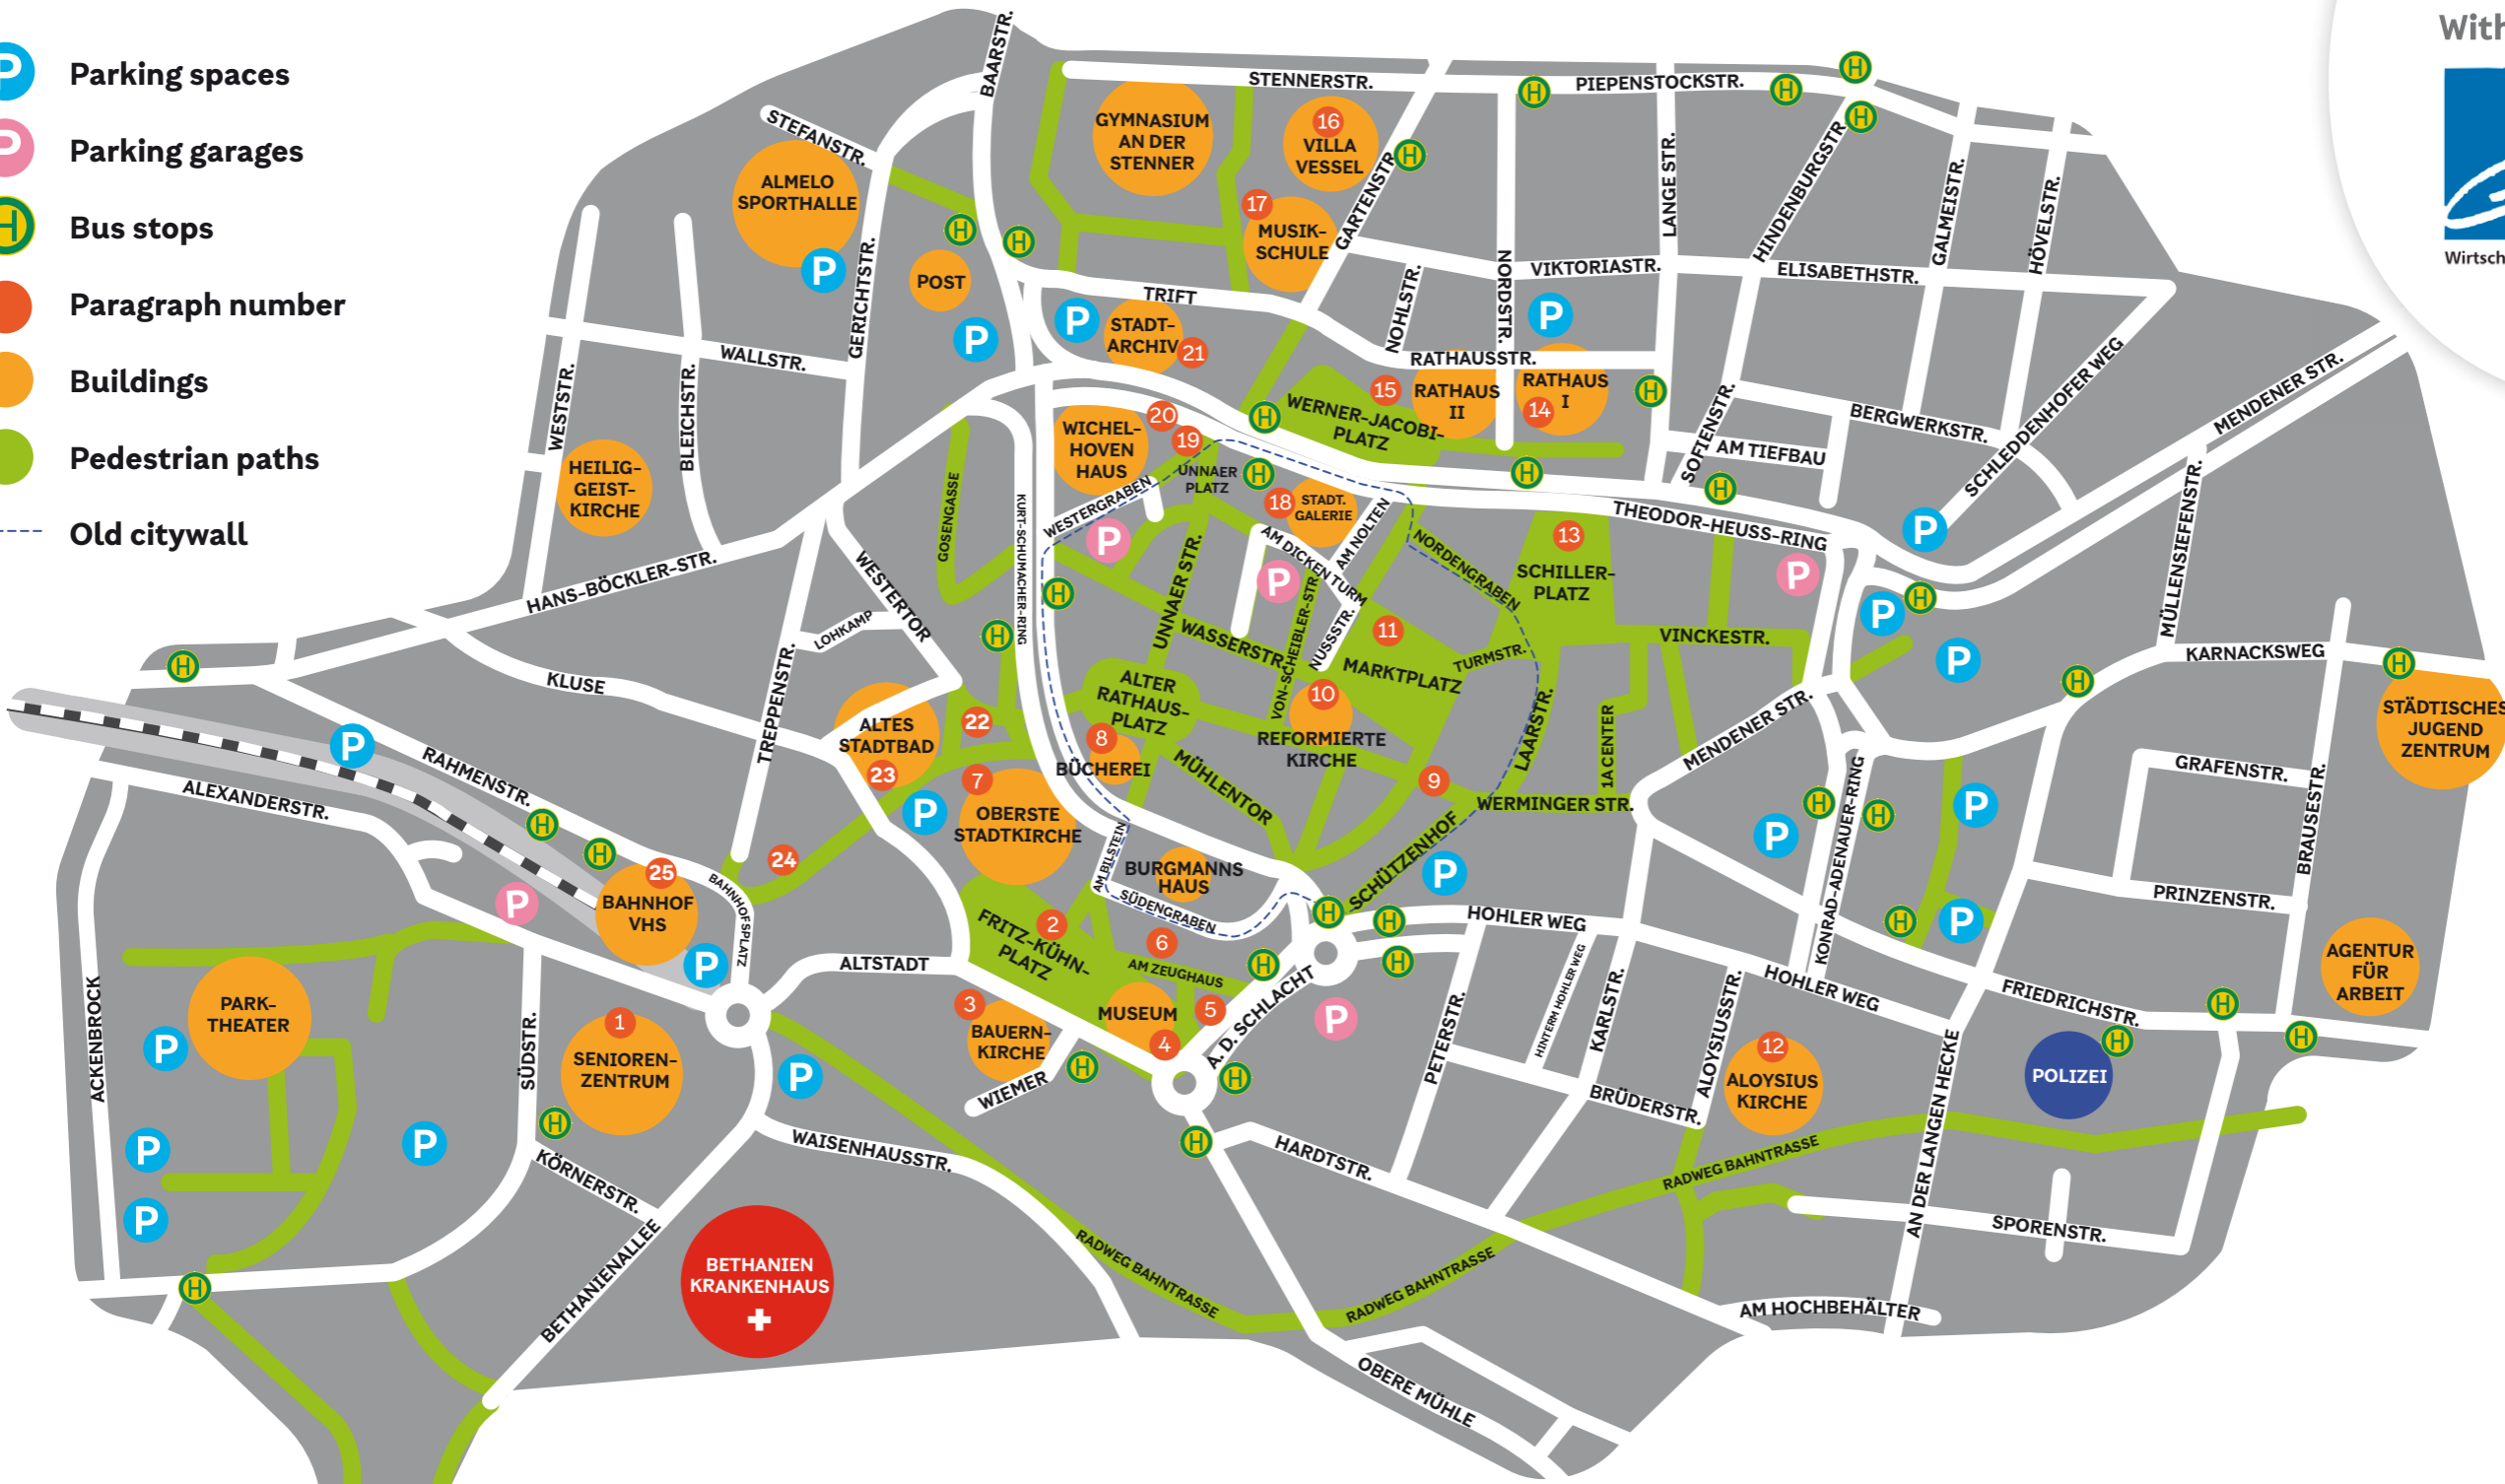 P
Parking spaces
P
Parking garages
H
Bus stops
Paragraph number
Buildings
Pedestrian paths
Old citywall
Wirtsch
BAARSTR.
STENNERSTR.
PIEPENSTOCKSTR.
STEFANSTR.
GYMNASIUM
AN DER
STENNER
16
VILLA
VESSEL
GARTENSTR.
LANGE STR.
HINDENBURGSTR.
GALMEISTR.
HÖVELSTR.
ALMELO
SPORTHALLE
17
MUSIK-
SCHULE
POST
GERICHTSTR.
TRIFT
NOHLSTR.
NORDSTR.
VIKTORIASTR.
ELISABETHSTR.
STADT-
ARCHIV
21
WALLSTR.
WESTSTR.
BLEICHSTR.
RATHAUSSTR.
15
RATHAUS
II
RATHAUS
I
14
WERNER-JACOBI-
PLATZ
SOFIENSTR.
BERGWERKSTR.
AM TIEFBAU
SCHLEDDENHOFER WEG
MENDENER STR.
MÜLLENSIEFENSTR.
HEILIG-
GEIST-
KIRCHE
WICHEL-
HOVEN
HAUS
20
19
UNNAER
PLATZ
18
STADT.
GALERIE
GOSENGASSE
KURT-SCHUMACHER-RING
WESTERGRABEN
AM DICKEN TURM
AM NOLTEN
NORDENGRABEN
THEODOR-HEUSS-RING
13
SCHILLER-
PLATZ
HANS-BÖCKLER-STR.
WESTERTOR
LOHKAMP
UNNAER STR.
WASSERSTR.
VON-SCHEIBLER-STR.
NUSSSTR.
11
MARKTPLATZ
TURMSTR.
VINCKESTR.
KARNACKSWEG
KLUSE
TREPPENSTR.
ALTER
RATHAUS-
PLATZ
10
REFORMIERTE
KIRCHE
LAARSTR.
1A CENTER
MENDENER STR.
STÄDTISCHES
JUGEND
ZENTRUM
ALTES
STADTBAD
22
23
8
BÜCHEREI
MÜHLENTOR
9
WERMINGER STR.
GRAFENSTR.
BRAUSESTR.
KONRAD-ADENAUER-RING
RAHMENSTR.
ALEXANDERSTR.
7
OBERSTE
STADTKIRCHE
AM BILSTEIN
BURGMANNS
HAUS
SÜDENGRABEN
SCHÜTZENHOF
PRINZENSTR.
24
25
BAHNHOF
VHS
BAHNHOFSPLATZ
2
FRITZ-KÜHN-
PLATZ
6
AM ZEUGHAUS
HOHLER WEG
HINTERM HOHLER WEG
HOHLER WEG
FRIEDRICHSTR.
AGENTUR
FÜR
ARBEIT
ALTSTADT
ACKENBROCK
PARK-
THEATER
SÜDSTR.
1
SENIOREN-
ZENTRUM
3
BAUERN-
KIRCHE
MUSEUM
4
5
A. D. SCHLACHT
WIEMER
PETERSTR.
KARLSTR.
ALOYSIUSSTR.
BRÜDERSTR.
12
ALOYSIUS
KIRCHE
AN DER LANGEN HECKE
POLIZEI
KÖRNERSTR.
WAISENHAUSSTR.
HARDTSTR.
RADWEG BAHNTRASSE
RADWEG BAHNTRASSE
RADWEG BAHNTRASSE
SPORENSTR.
BETHANIENALLEE
BETHANIEN
KRANKENHAUS
AM HOCHBEHÄLTER
OBERE MÜHLE